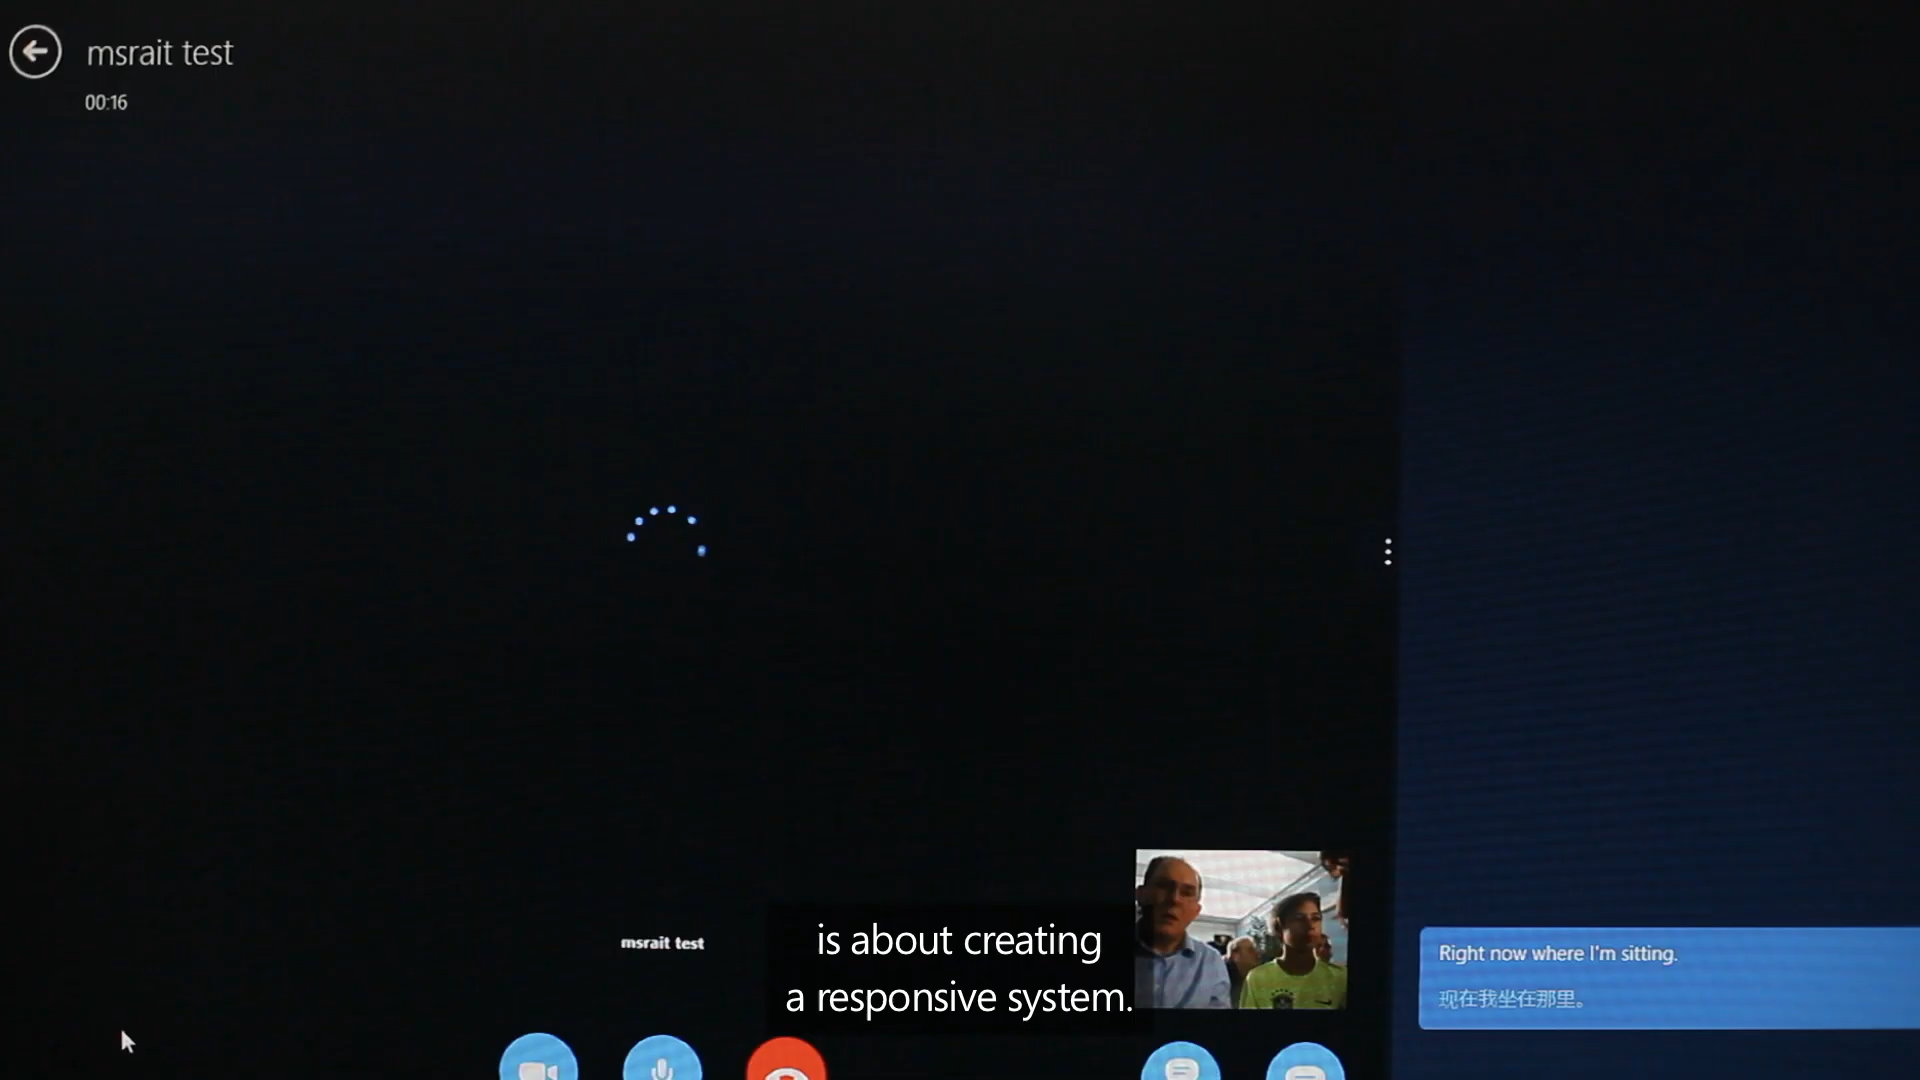 msrait test
00:16
msrait test
is about creating
a responsive system.
Right now where I'm sitting.
现在我坐在那里。